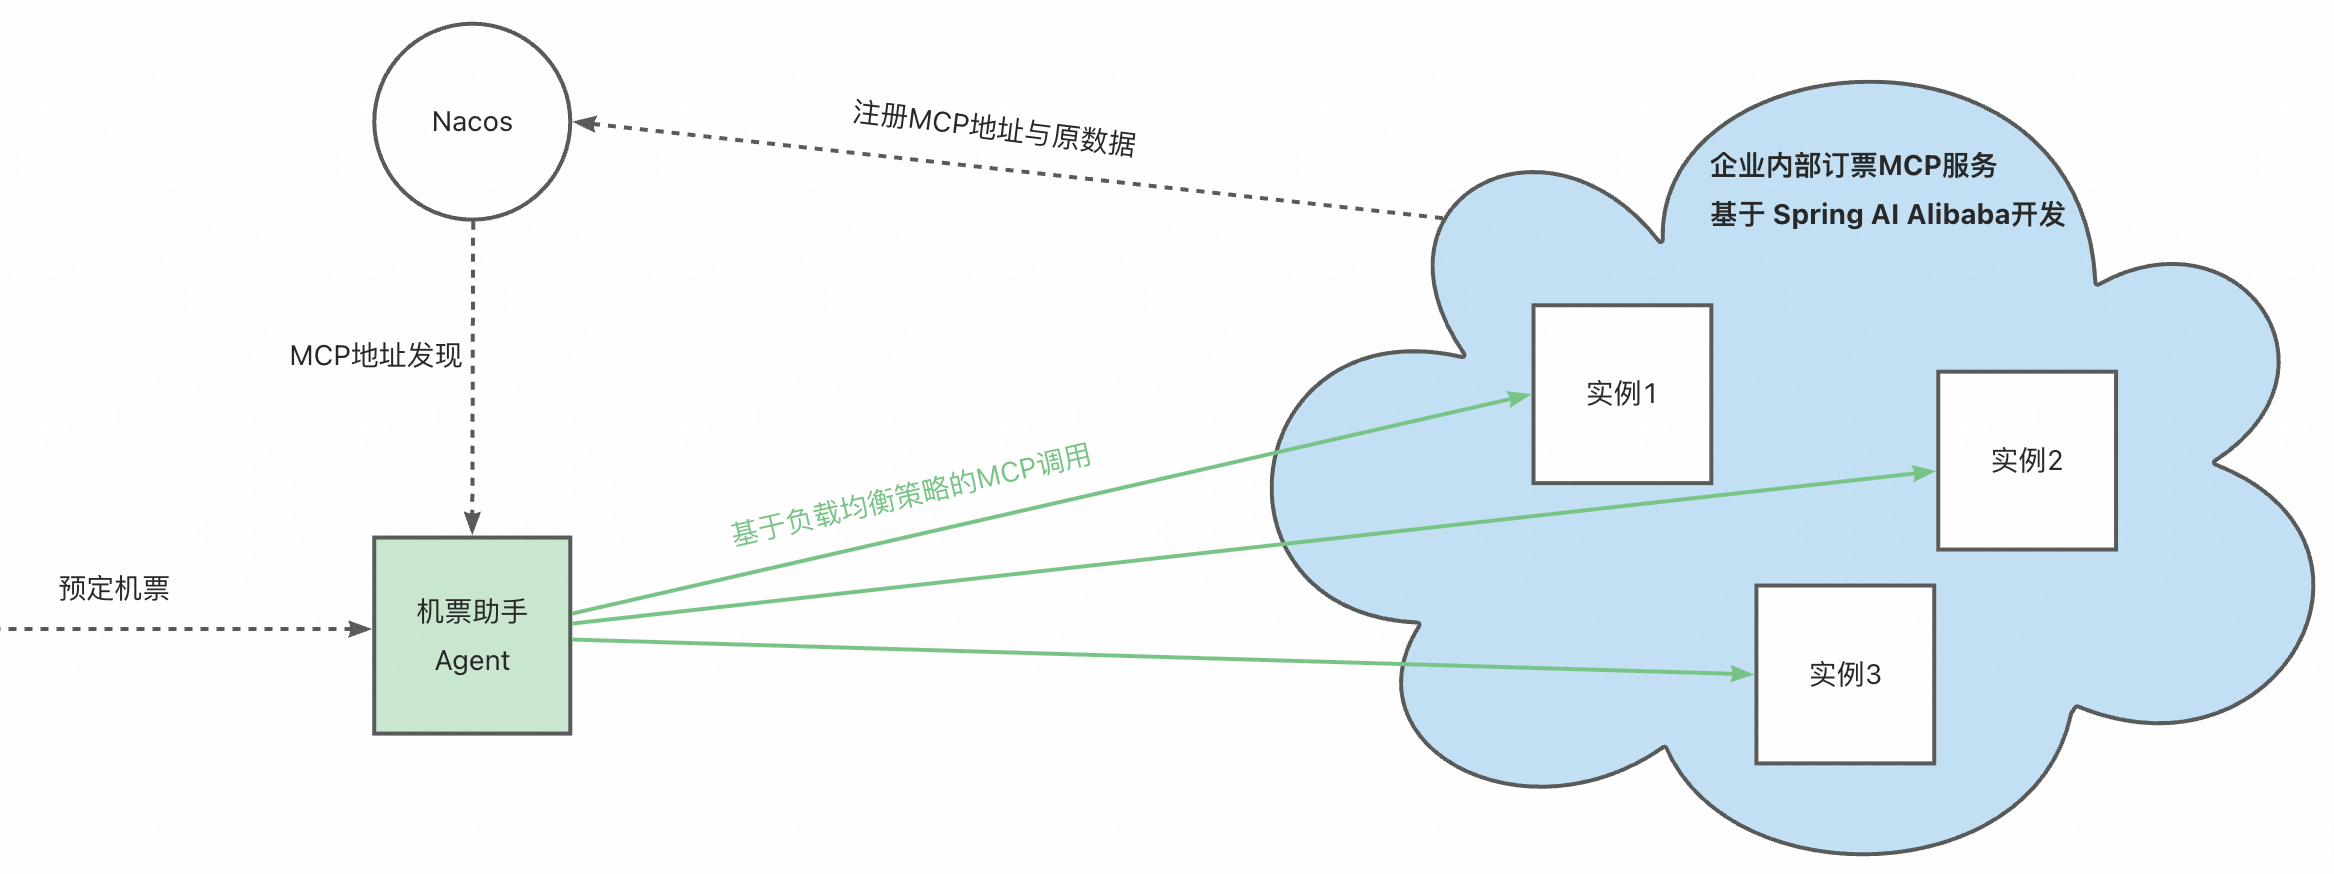 Nacos
注册MCP地址与原数据
企业内部订票MCP服务
基于 Spring AI Alibaba开发
MCP地址发现
实例1
实例2
基于负载均衡策略的MCP调用
预定机票
机票助手
Agent
实例3